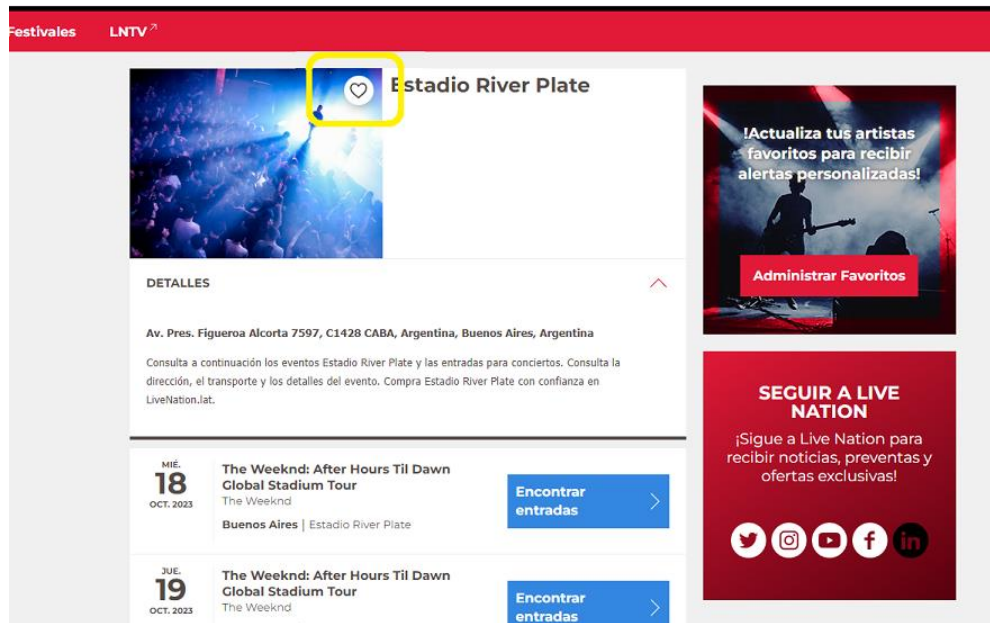 Festivales LNTV
Estadio River Plate
DETALLES
Av. Pres. Figueroa Alcorta 7597, C1428 CABA, Argentina, Buenos Aires, Argentina
Consulta a continuación los eventos Estadio River Plate y las entradas para conciertos. Consulta la
dirección, el transporte y los detalles del evento. Compra Estadio River Plate con confianza en
LiveNation.lat.
MIÉ.
18
OCT. 2023
The Weeknd: After Hours Til Dawn
Global Stadium Tour
The Weeknd
Buenos Aires | Estadio River Plate
Encontrar
entradas
JUE.
19
OCT. 2023
The Weeknd: After Hours Til Dawn
Global Stadium Tour
The Weeknd
Encontrar
entradas
!Actualiza tus artistas
favoritos para recibir
alertas personalizadas!
Administrar Favoritos
SEGUIR A LIVE
NATION
¡Sigue a Live Nation para
recibir noticias, preventas y
ofertas exclusivas!
in